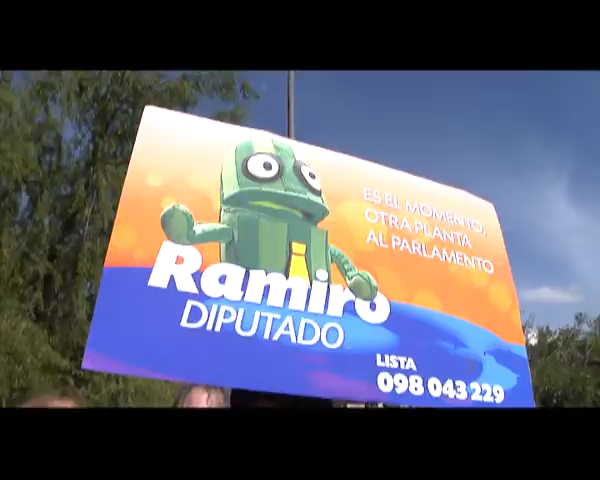 ES EL MOMENTO,
OTRA PLANTA
AL PARLAMENTO
Ramiro
DIPUTADO
LISTA
098 043 229